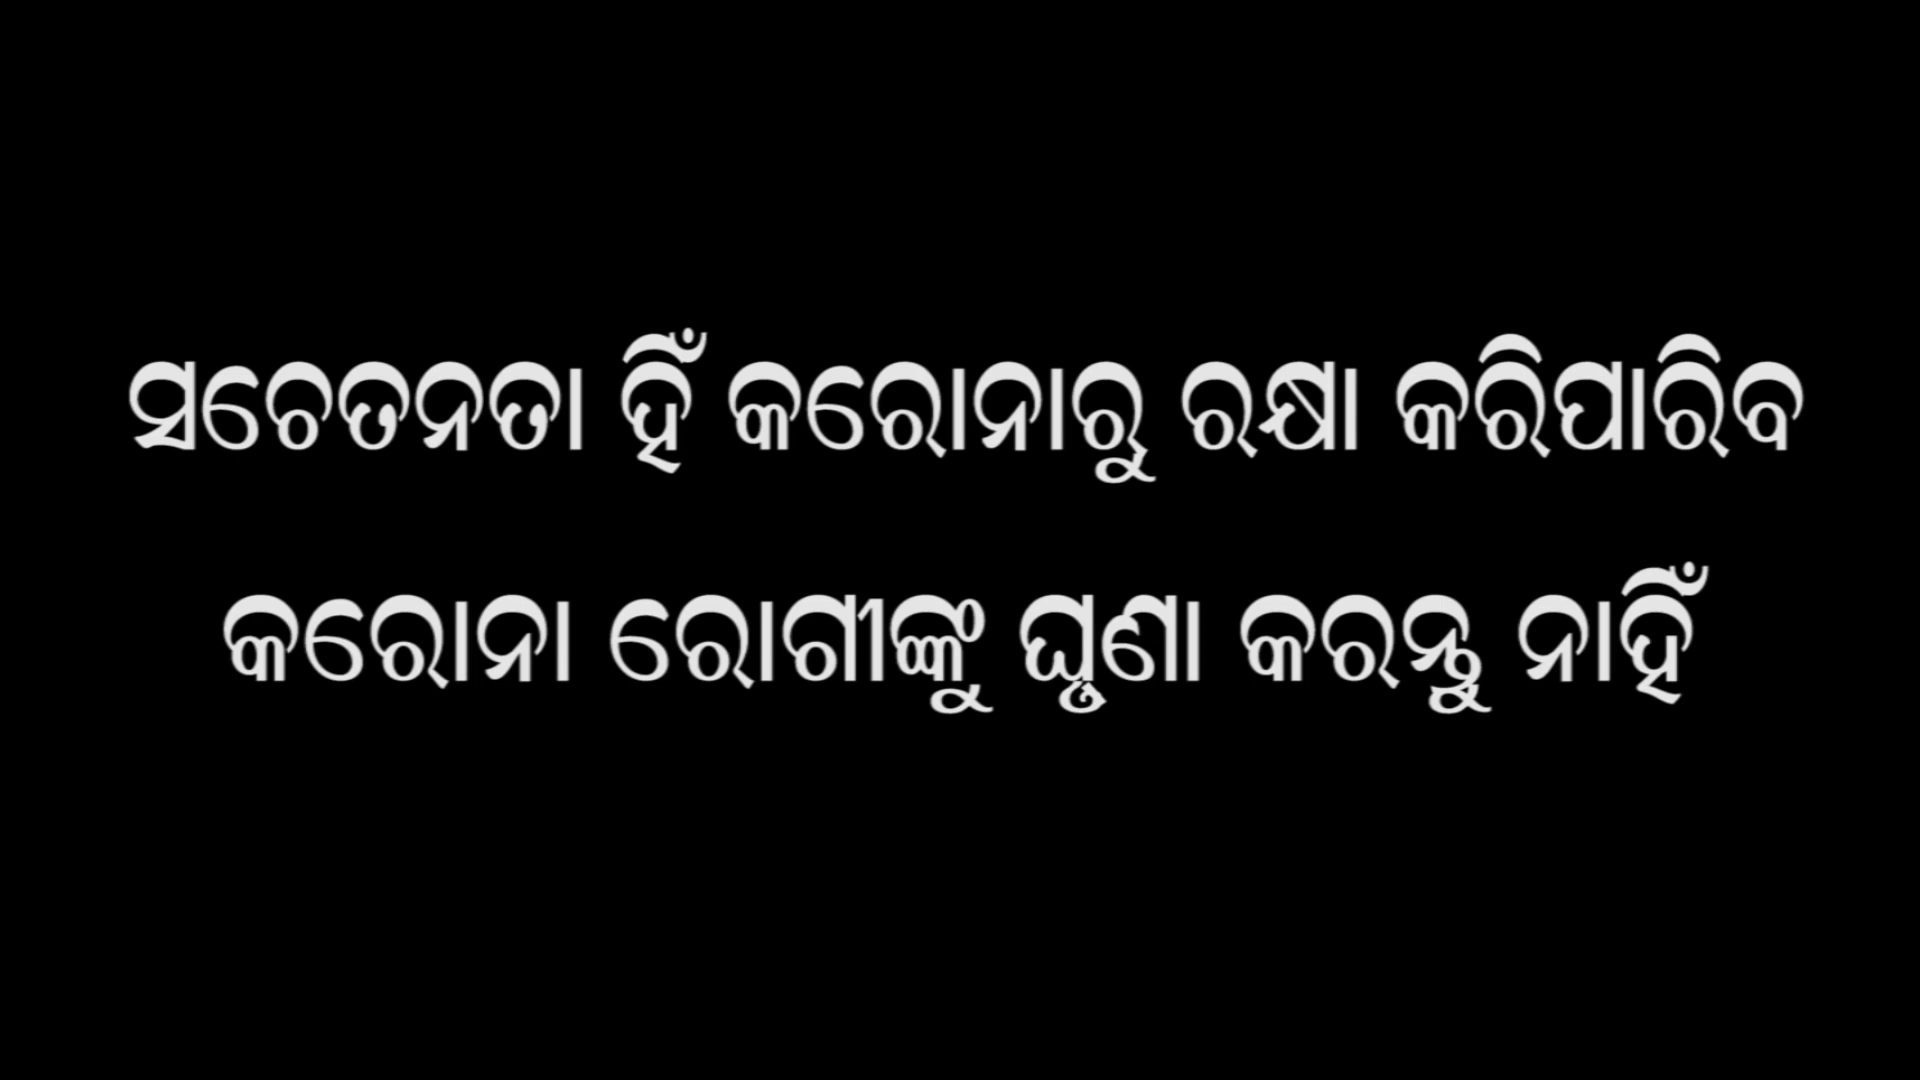 ସଚେତନତା ହିଁ କରୋନାରୁ ରକ୍ଷା କରିପାରିବ
କରୋନା ରୋଗୀଙ୍କୁ ଘୃଣା କରନ୍ତୁ ନାହିଁ